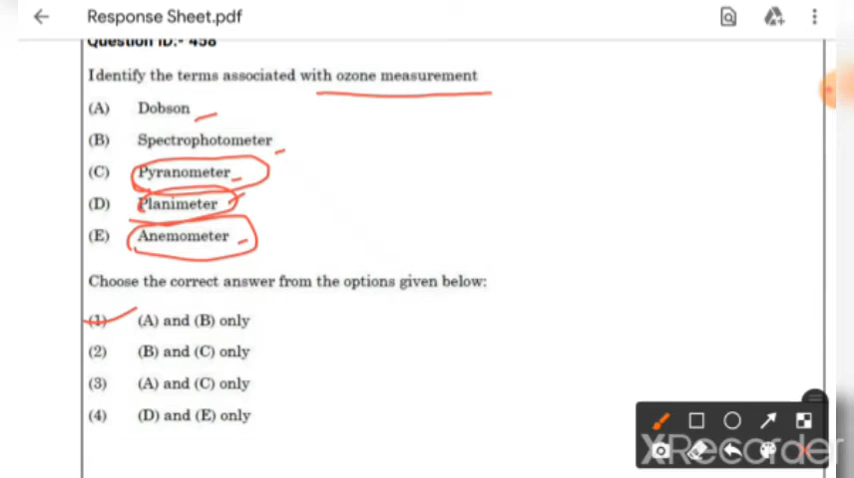 Response Sheet.pdf
Question ID:- 458
Identify the terms associated with ozone measurement
(A) Dobson
(B) Spectrophotometer
(C) Pyranometer
(D) Planimeter
(E) Anemometer
Choose the correct answer from the options given below:
(1) (A) and (B) only
(2) (B) and (C) only
(3) (A) and (C) only
(4) (D) and (E) only
XRecorder